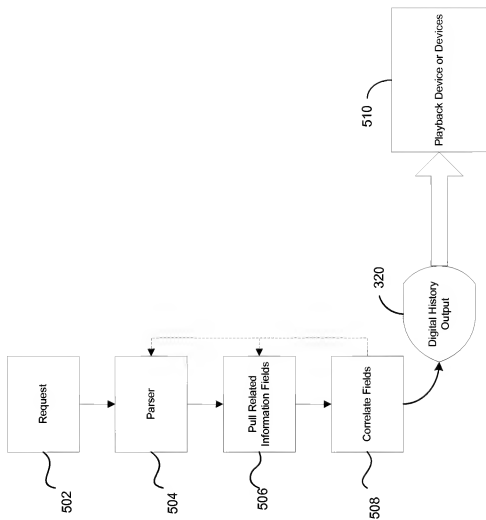 Request
502
Parser
504
Pull Related
Information Fields
506
Correlate Fields
508
Digital History
Output
320
Playback Device or Devices
510